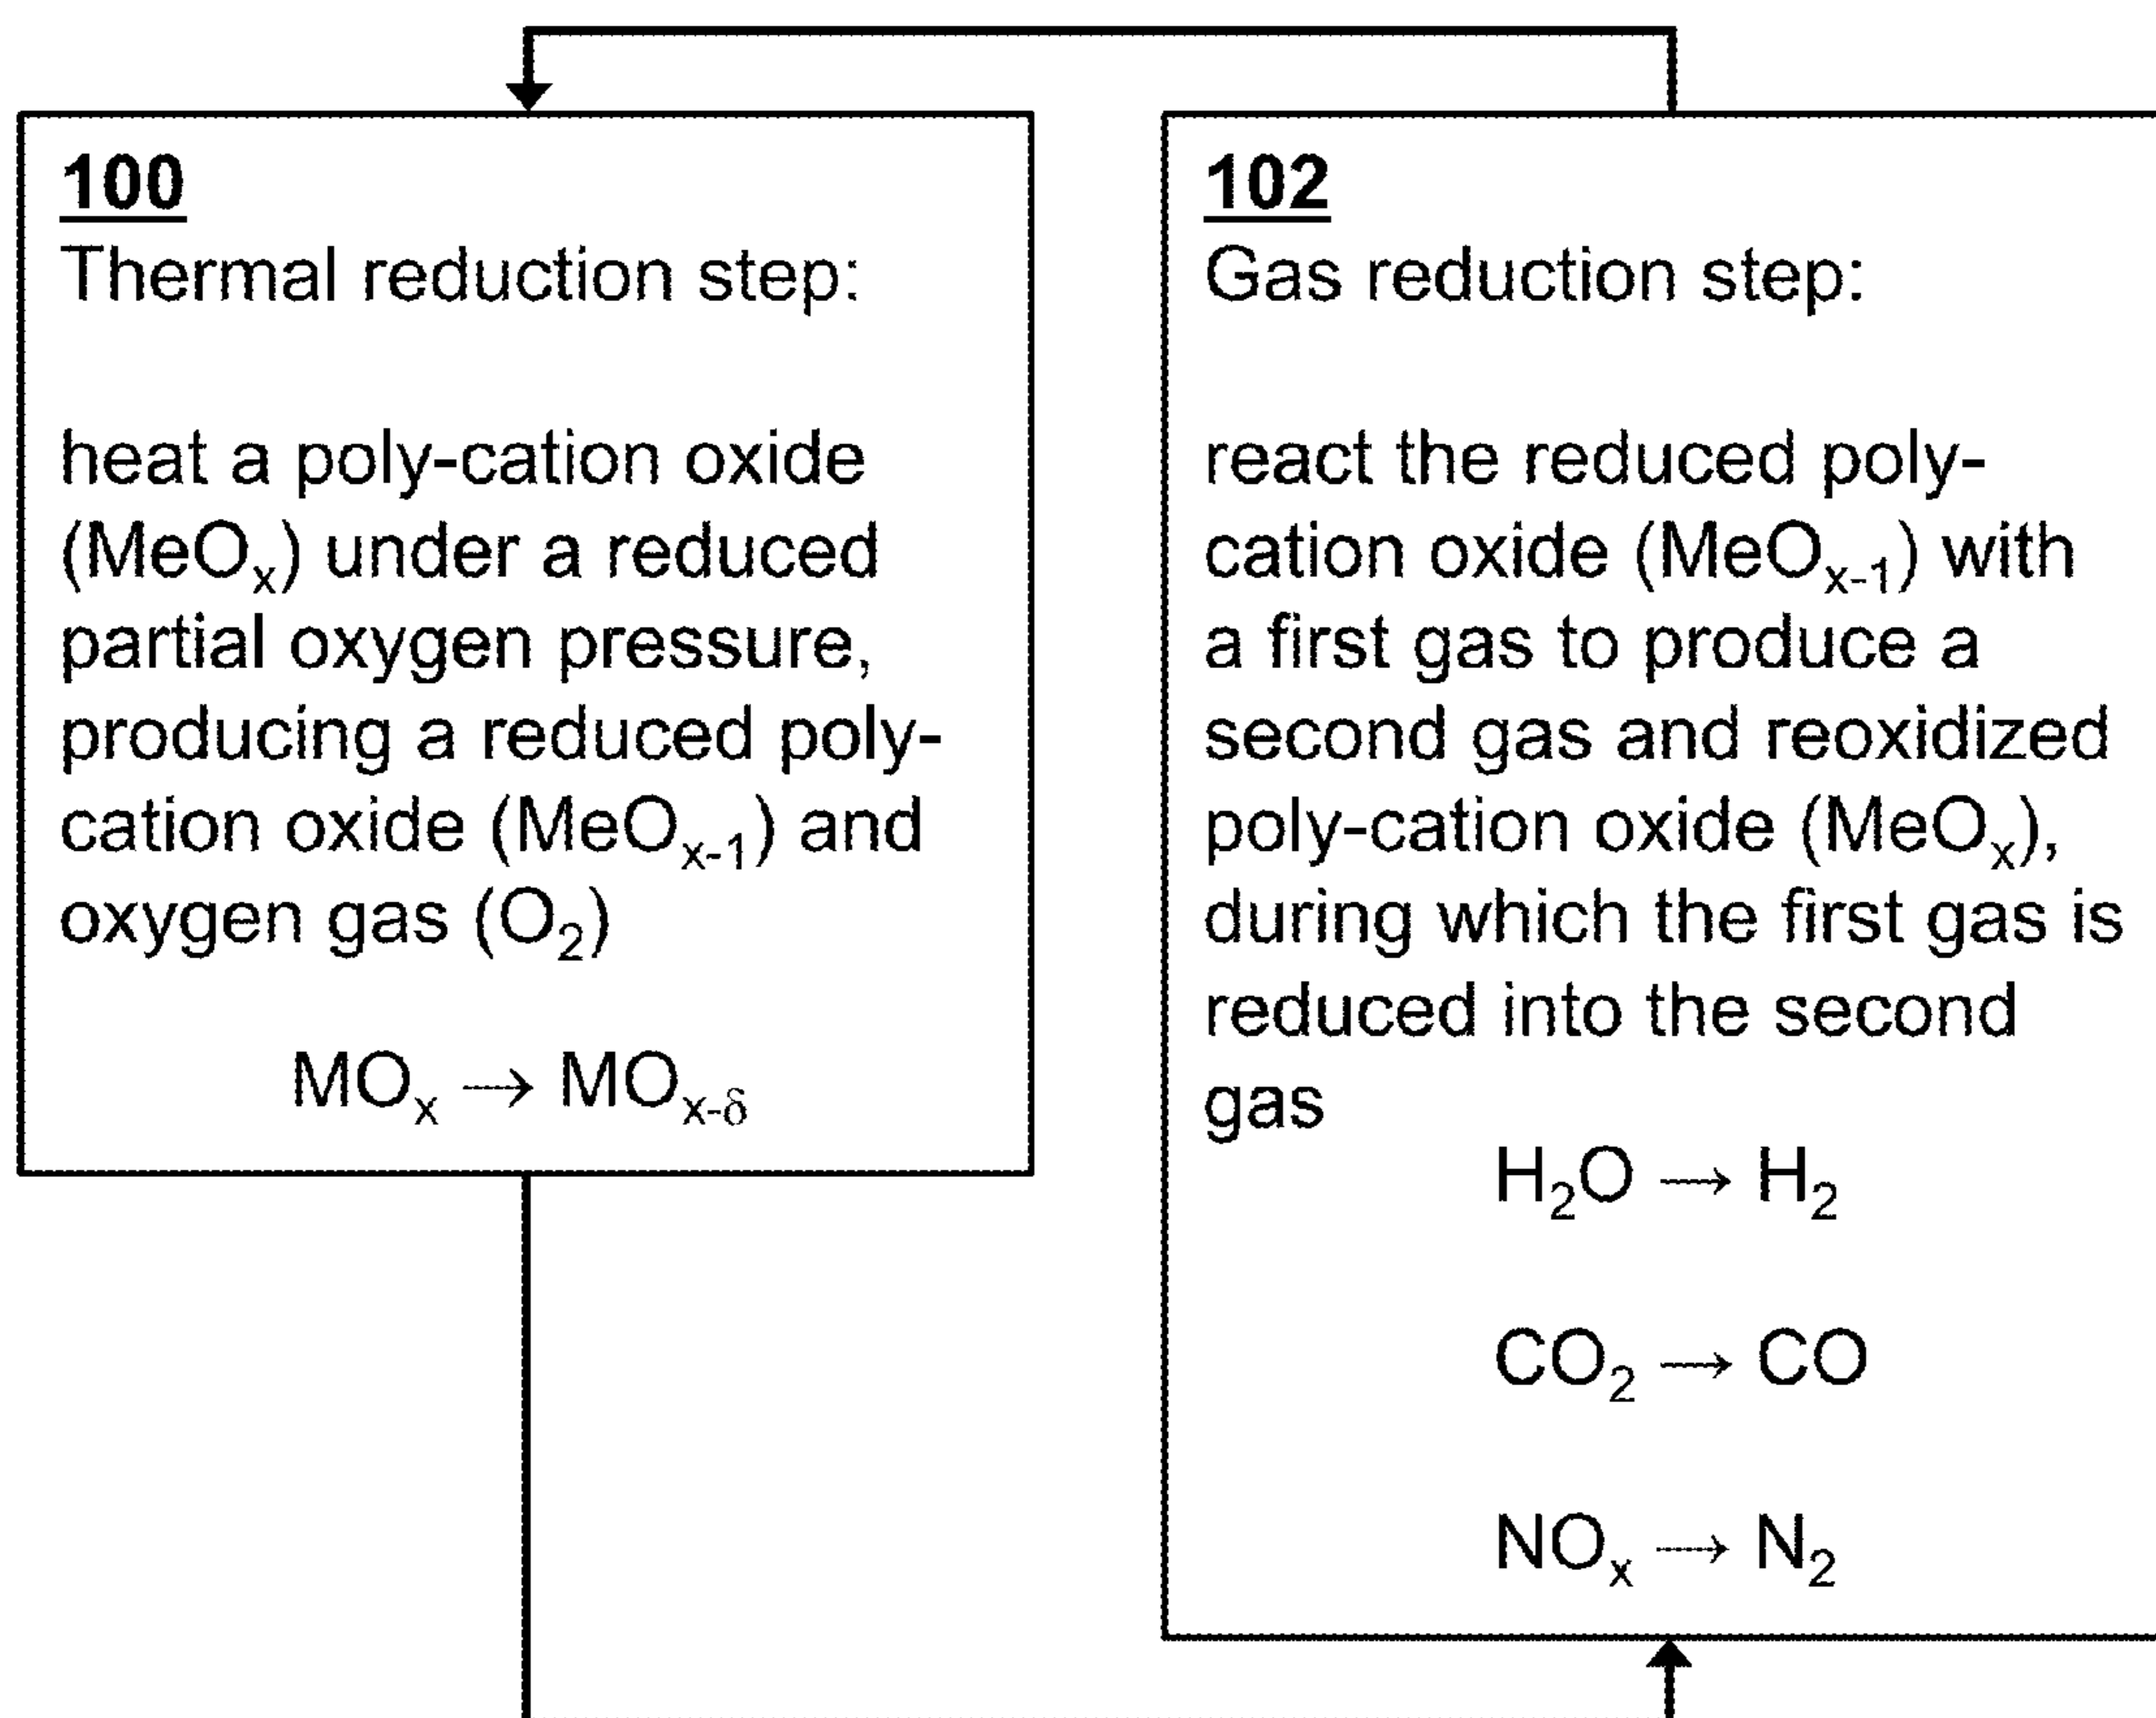 100
Thermal reduction step:
heat a poly-cation oxide
(MeOₓ) under a reduced
partial oxygen pressure,
producing a reduced poly-
cation oxide (MeOₓ₋₁) and
oxygen gas (O₂)
MOₓ → MOₓ₋δ
102
Gas reduction step:
react the reduced poly-
cation oxide (MeOₓ₋₁) with
a first gas to produce a
second gas and reoxidized
poly-cation oxide (MeOₓ),
during which the first gas is
reduced into the second
gas
H₂O → H₂
CO₂ → CO
NOₓ → N₂